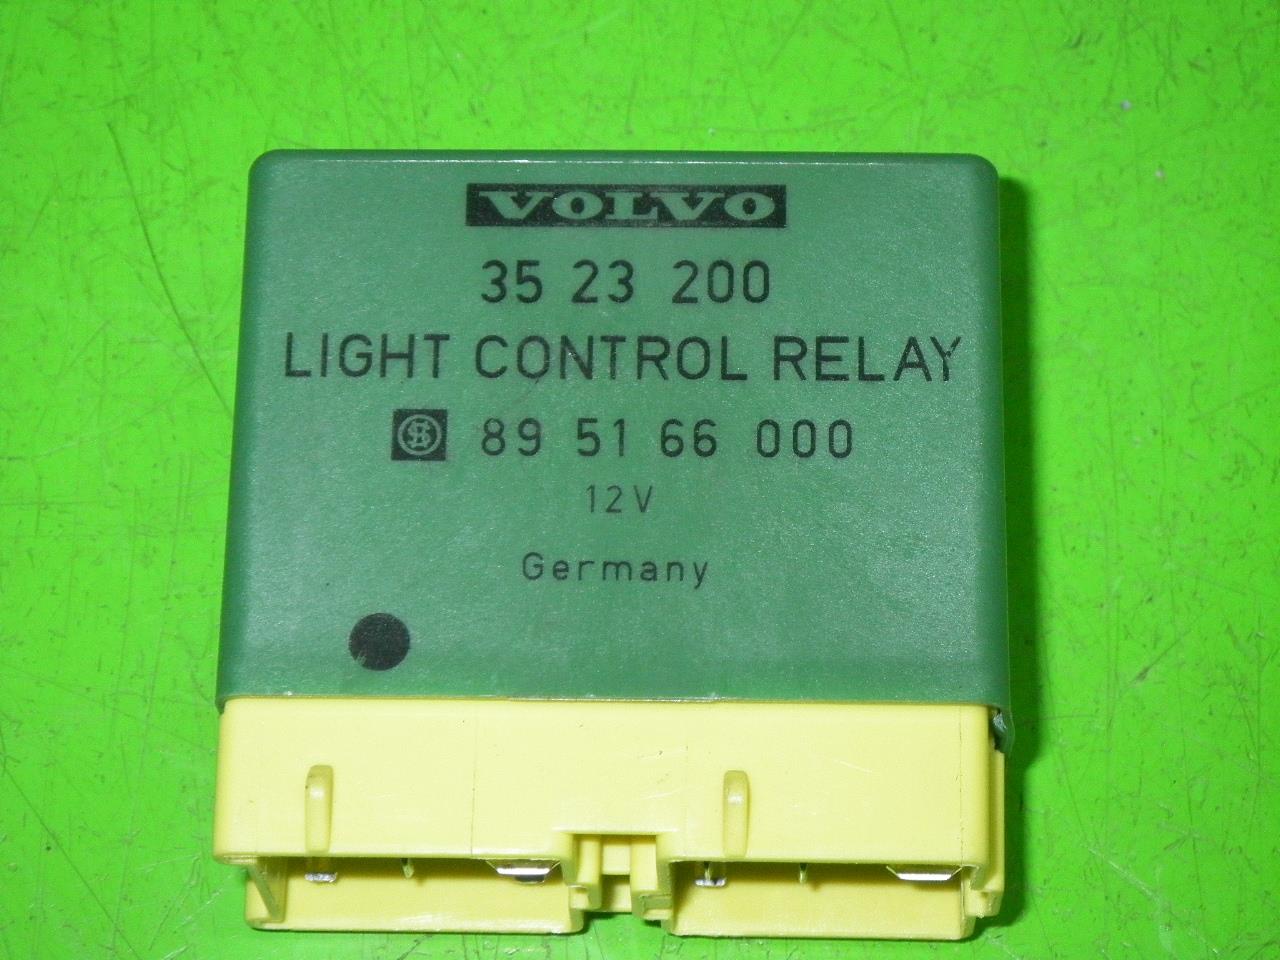 VOLVO
35 23 200
LIGHT CONTROL RELAY
89 51 66 000
12V
Germany